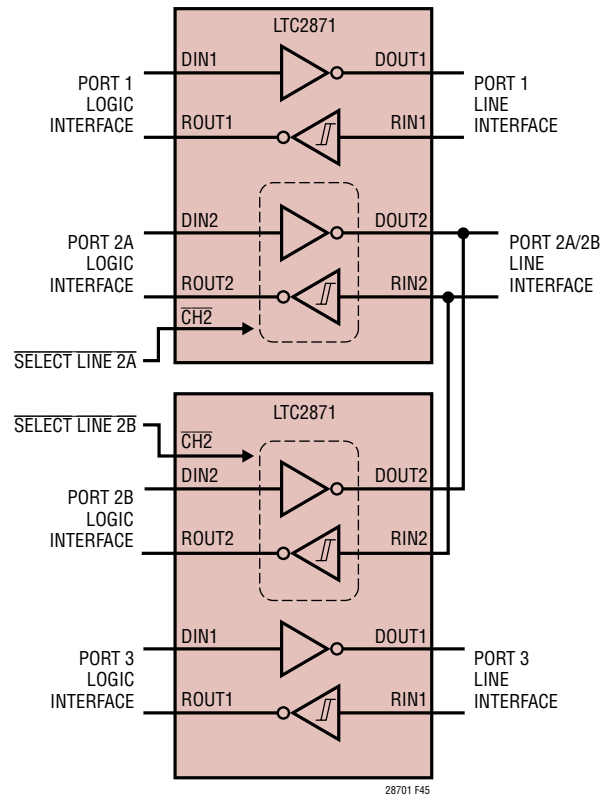 LTC2871
DIN1
DOUT1
PORT 1
LOGIC
INTERFACE
PORT 1
LINE
INTERFACE
ROUT1
RIN1
DIN2
DOUT2
PORT 2A
LOGIC
INTERFACE
PORT 2A/2B
LINE
INTERFACE
ROUT2
RIN2
CH2
SELECT LINE 2A
LTC2871
SELECT LINE 2B
CH2
DIN2
DOUT2
PORT 2B
LOGIC
INTERFACE
ROUT2
RIN2
DIN1
DOUT1
PORT 3
LOGIC
INTERFACE
PORT 3
LINE
INTERFACE
ROUT1
RIN1
28701 F45